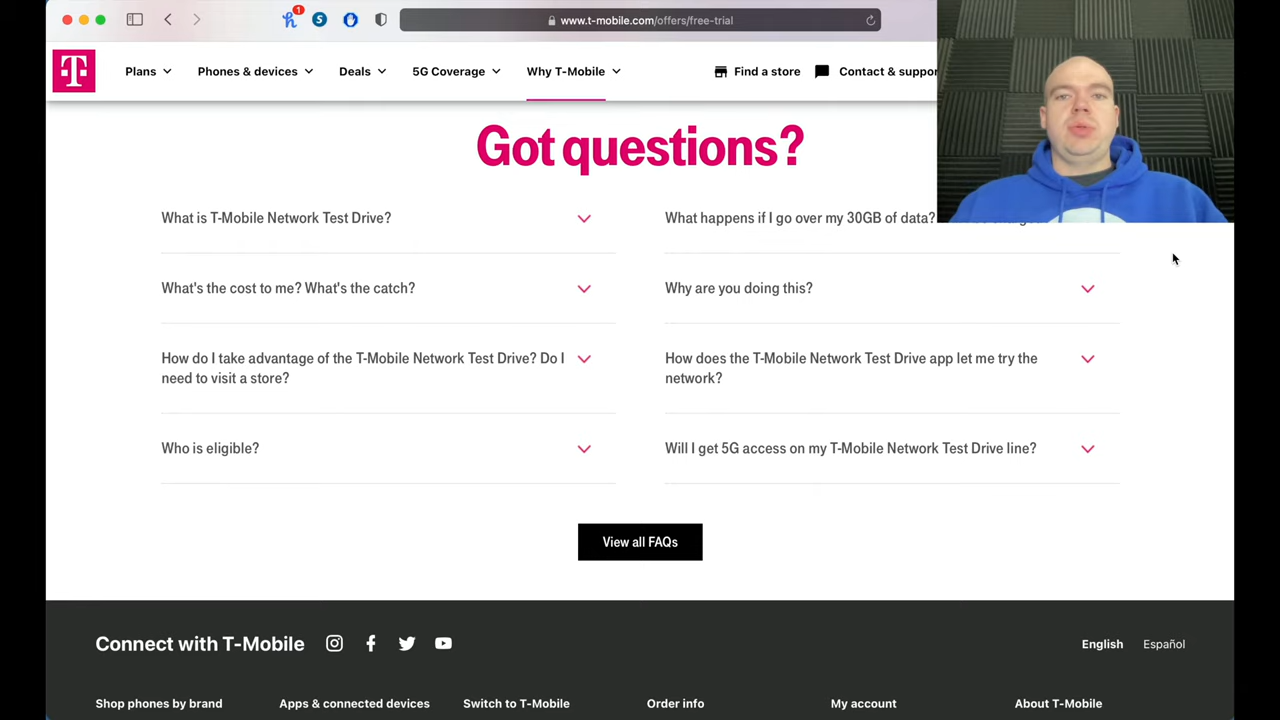 1
www.t-mobile.com/offers/free-trial
T
Plans
Phones & devices
Deals
5G Coverage
Why T-Mobile
Find a store
Contact & suppor
Got questions?
What is T-Mobile Network Test Drive?
What happens if I go over my 30GB of data?
What's the cost to me? What's the catch?
Why are you doing this?
How do I take advantage of the T-Mobile Network Test Drive? Do I
need to visit a store?
How does the T-Mobile Network Test Drive app let me try the
network?
Who is eligible?
Will I get 5G access on my T-Mobile Network Test Drive line?
View all FAQs
Connect with T-Mobile
English
Español
Shop phones by brand
Apps & connected devices
Switch to T-Mobile
Order info
My account
About T-Mobile